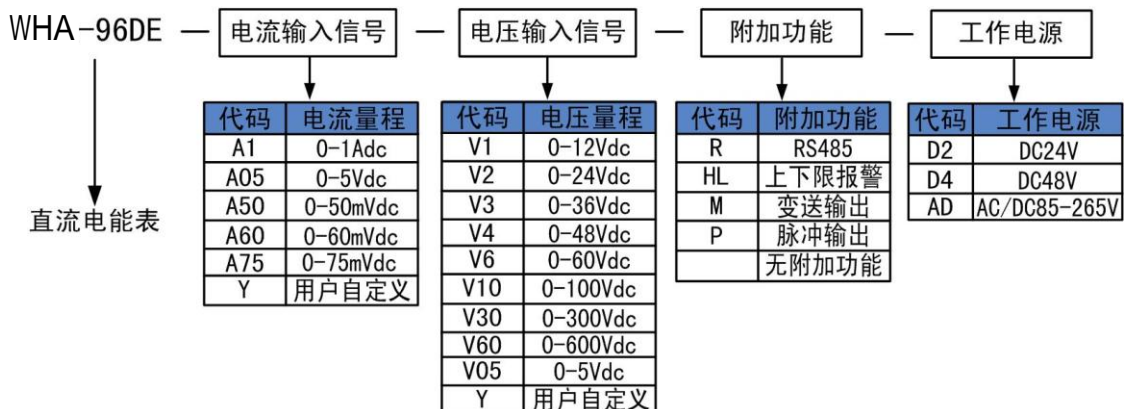 WHA-96DE — 电流输入信号 — 电压输入信号 — 附加功能 — 工作电源
直流电能表
代码 电流量程
A1 0-1Adc
A05 0-5Vdc
A50 0-50mVdc
A60 0-60mVdc
A75 0-75mVdc
Y 用户自定义
代码 电压量程
V1 0-12Vdc
V2 0-24Vdc
V3 0-36Vdc
V4 0-48Vdc
V6 0-60Vdc
V10 0-100Vdc
V30 0-300Vdc
V60 0-600Vdc
V05 0-5Vdc
Y 用户自定义
代码 附加功能
R RS485
HL 上下限报警
M 变送输出
P 脉冲输出
无附加功能
代码 工作电源
D2 DC24V
D4 DC48V
AD AC/DC85-265V